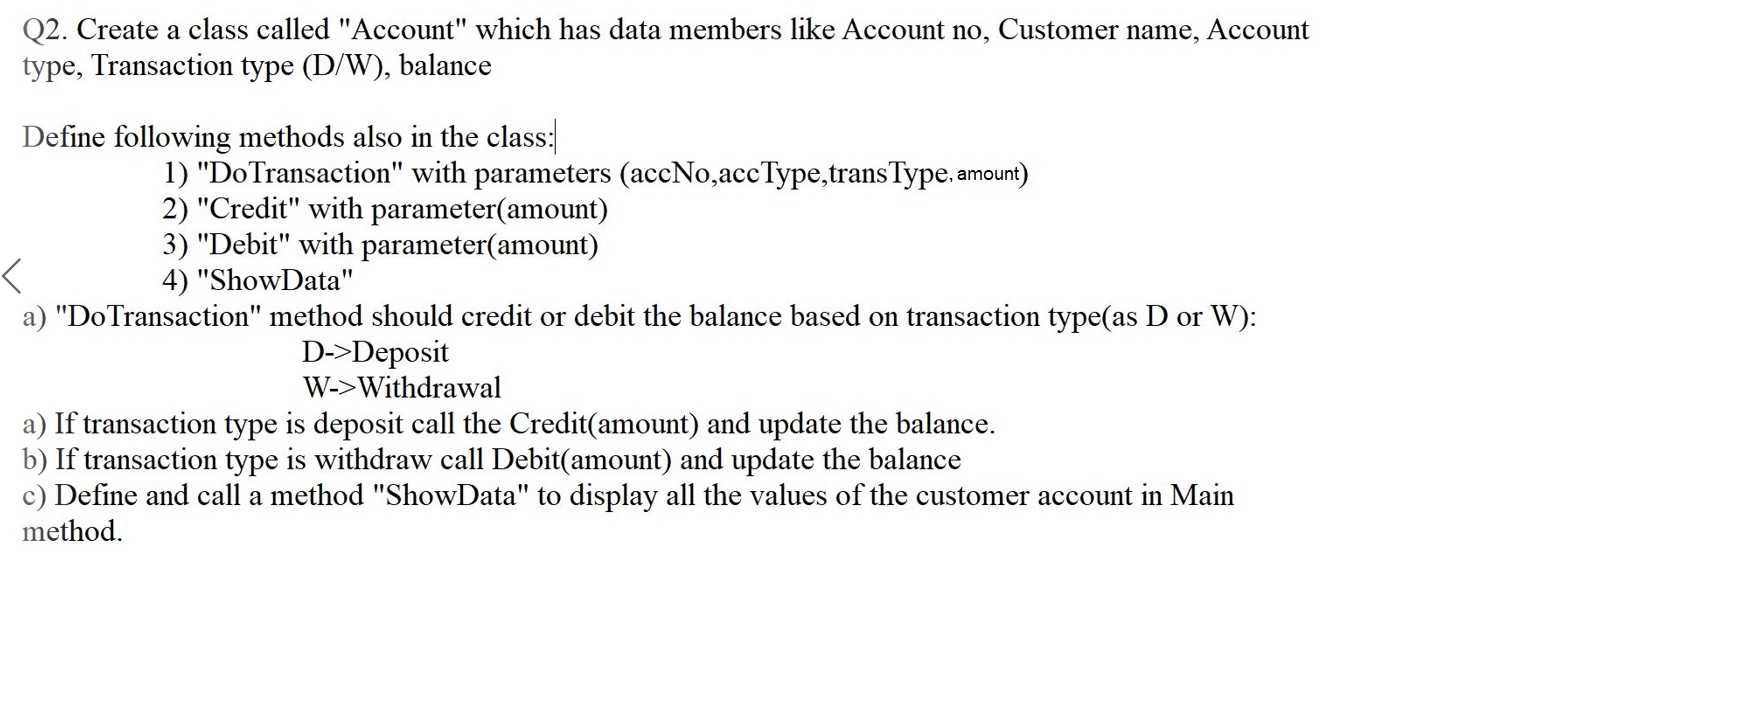 Q2. Create a class called "Account" which has data members like Account no, Customer name, Account
type, Transaction type (D/W), balance
Define following methods also in the class:
1) "DoTransaction" with parameters (accNo,accType,transType, amount)
2) "Credit" with parameter(amount)
3) "Debit" with parameter(amount)
4) "ShowData"
a) "DoTransaction" method should credit or debit the balance based on transaction type(as D or W):
D->Deposit
W->Withdrawal
a) If transaction type is deposit call the Credit(amount) and update the balance.
b) If transaction type is withdraw call Debit(amount) and update the balance
c) Define and call a method "ShowData" to display all the values of the customer account in Main
method.